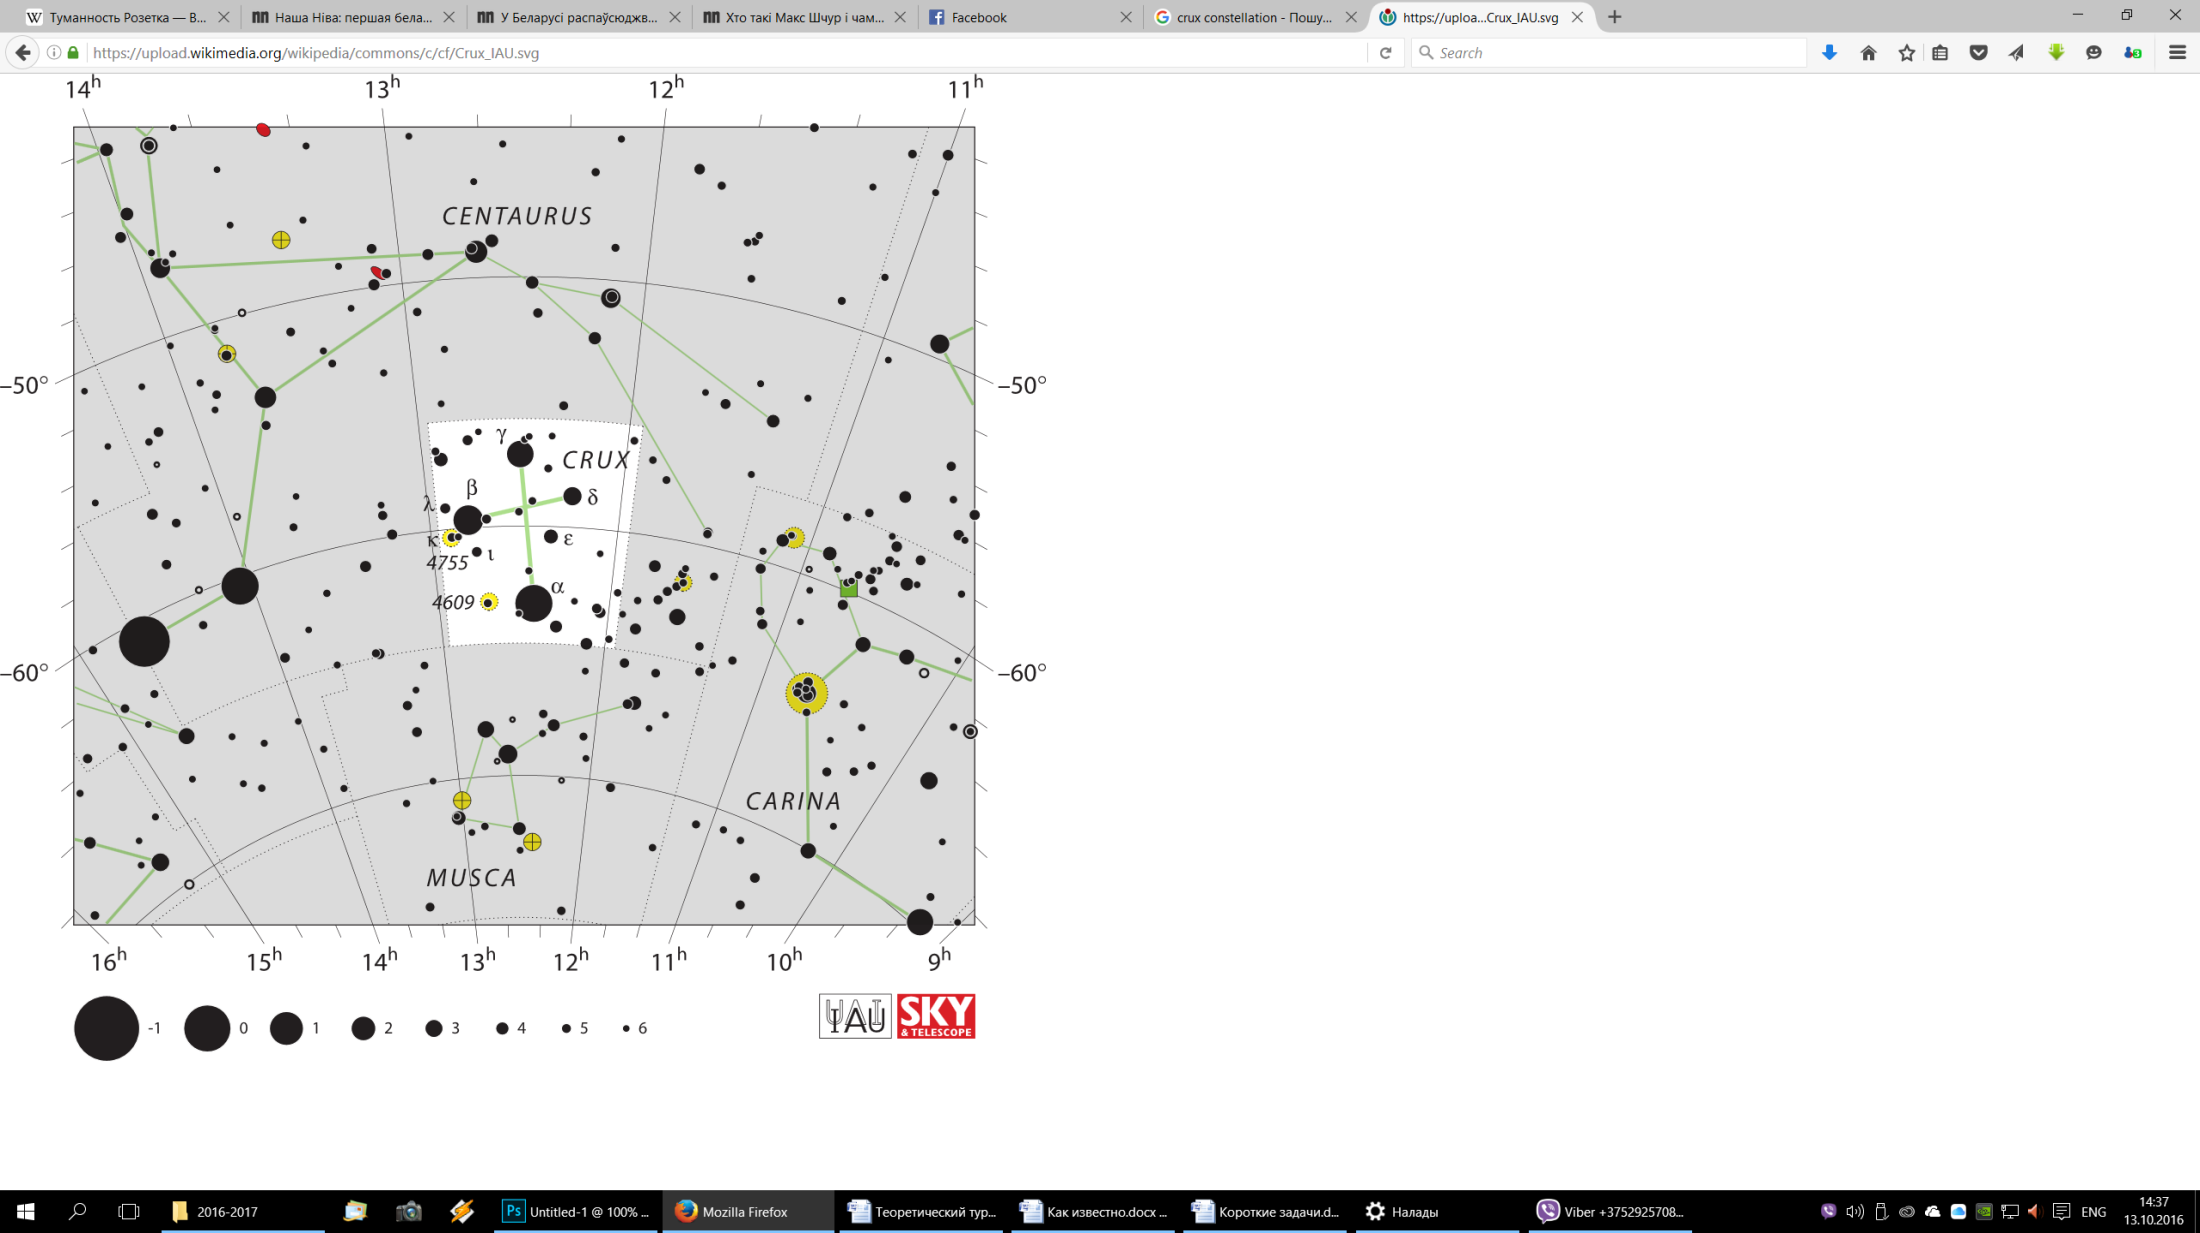 Туманность Розетка — В...
Наша Ніва: першая бела...
У Беларусі распаўсюджв...
Хто такі Макс Шчур і чам...
Facebook
crux constellation - Пошу...
https://uploa...Crux_IAU.svg
https://upload.wikimedia.org/wikipedia/commons/c/cf/Crux_IAU.svg
Search
14h 13h 12h 11h
CENTAURUS
–50° –50°
γ
CRUX
β
δ
λ
κ
ε
ι
4755
α
4609
–60° –60°
CARINA
MUSCA
16h 15h 14h 13h 12h 11h 10h 9h
-1 0 1 2 3 4 5 6
IAU
SKY
& TELESCOPE
2016-2017
Ps Untitled-1 @ 100% ...
Mozilla Firefox
Теоретический тур...
Как известно.docx ...
Короткие задачи.d...
Налады
Viber +3752925708...
ENG
14:37
13.10.2016